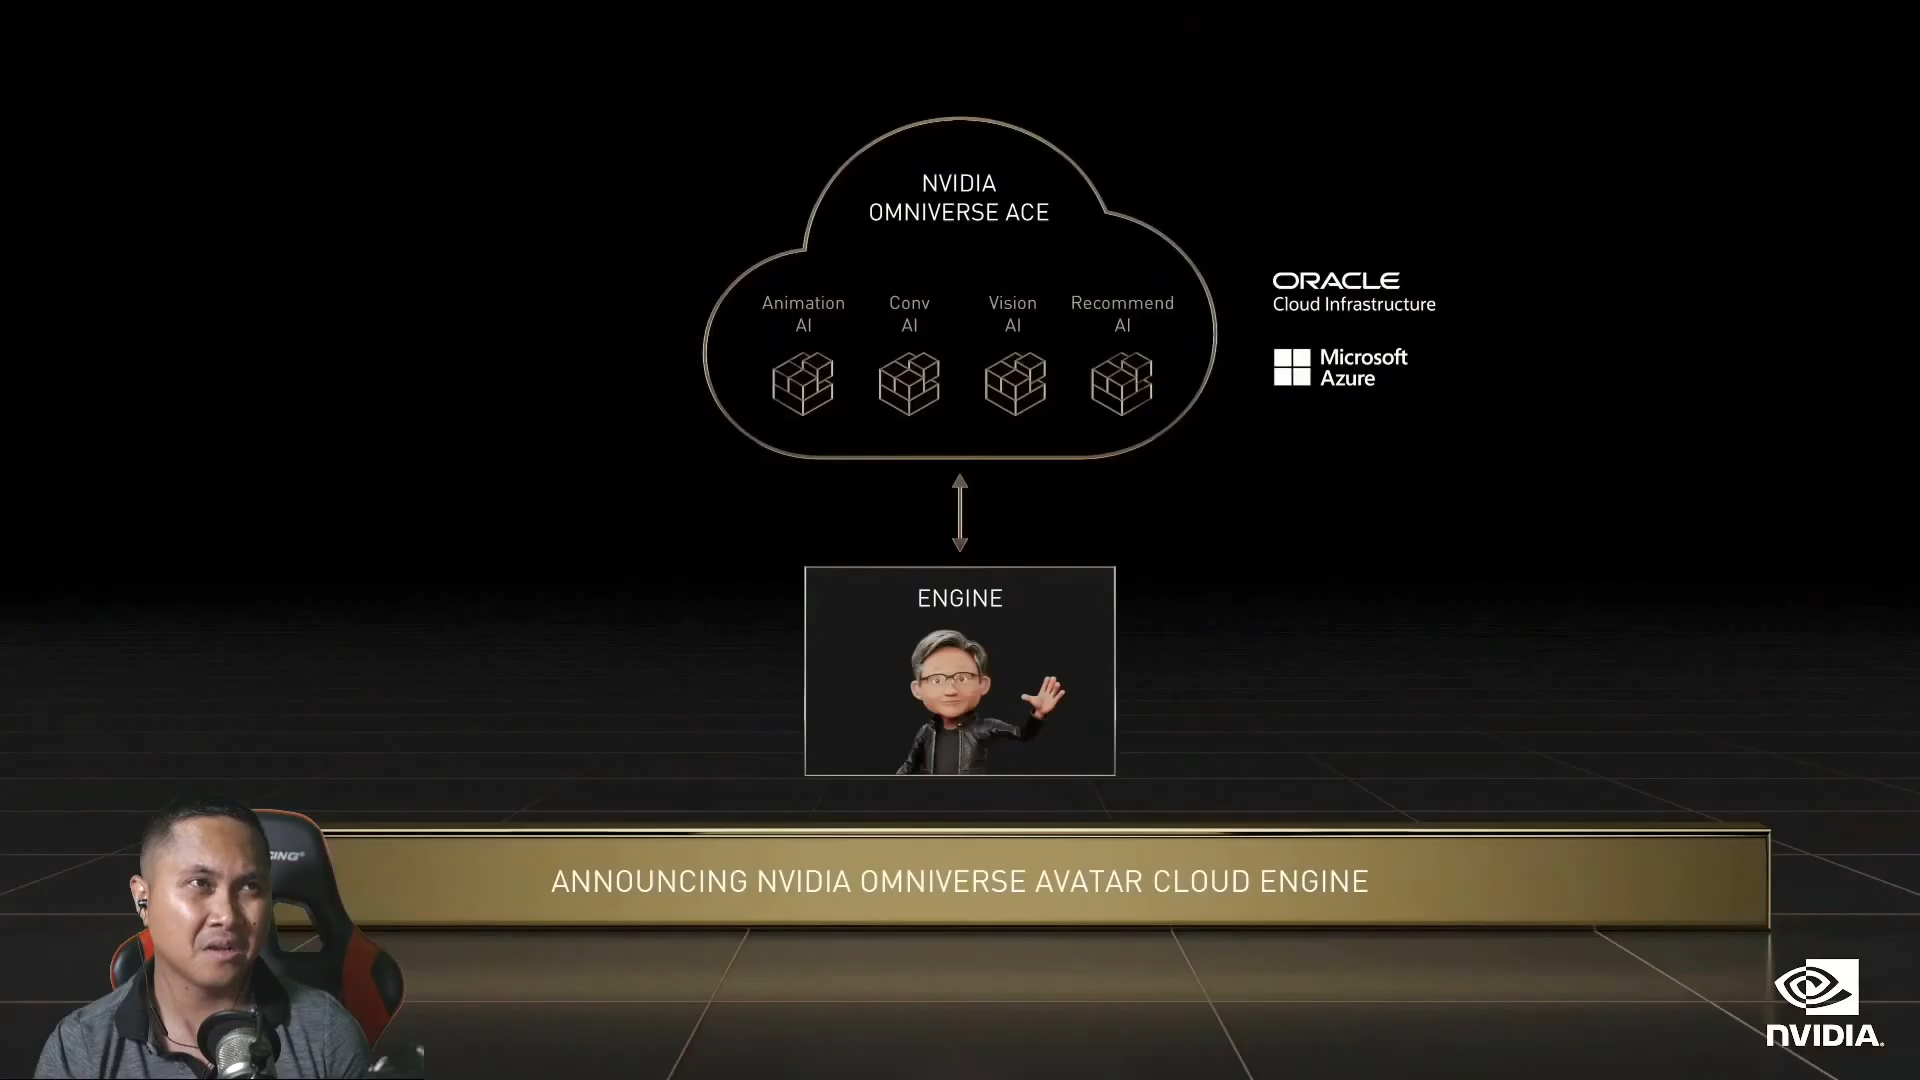 NVIDIA
OMNIVERSE ACE
Animation
AI
Conv
AI
Vision
AI
Recommend
AI
ORACLE
Cloud Infrastructure
Microsoft
Azure
ENGINE
ANNOUNCING NVIDIA OMNIVERSE AVATAR CLOUD ENGINE
NVIDIA.